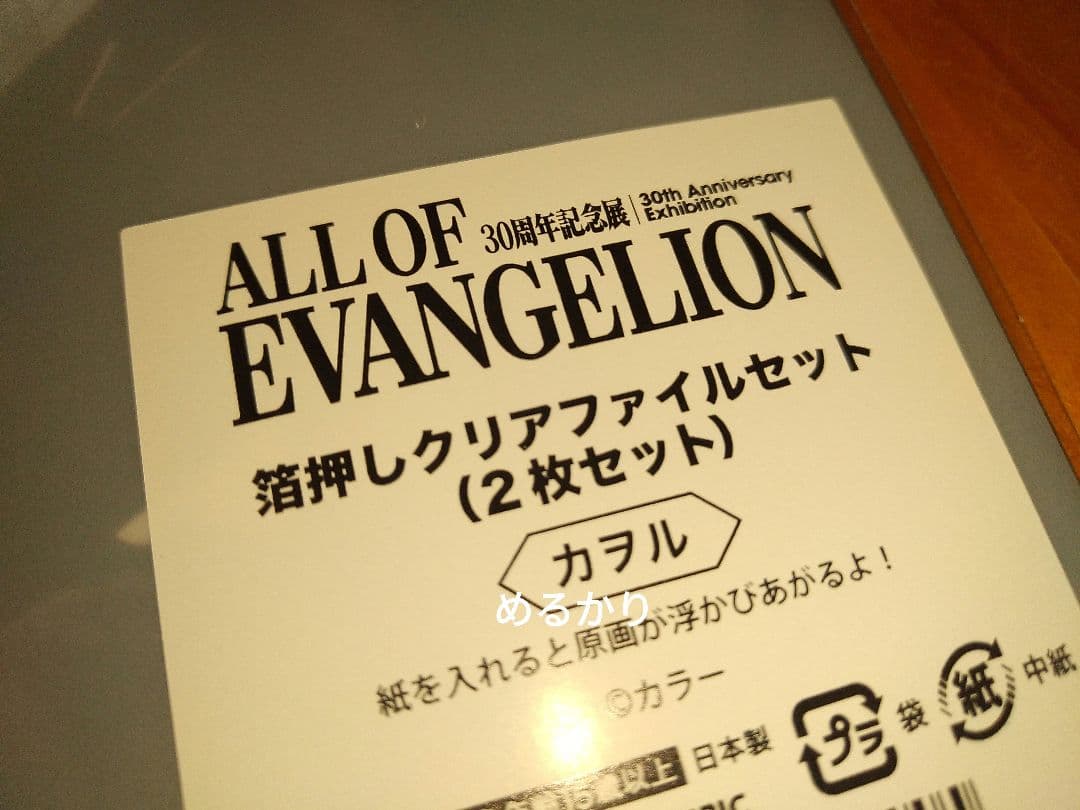 ALL OF
30周年記念展
30th Anniversary
Exhibition
EVANGELION
箔押しクリアファイルセット
(2枚セット)
カヲル
めるかり
紙を入れると原画が浮かびあがるよ!
©カラー
以上
日本製
プラ
袋
紙
中紙